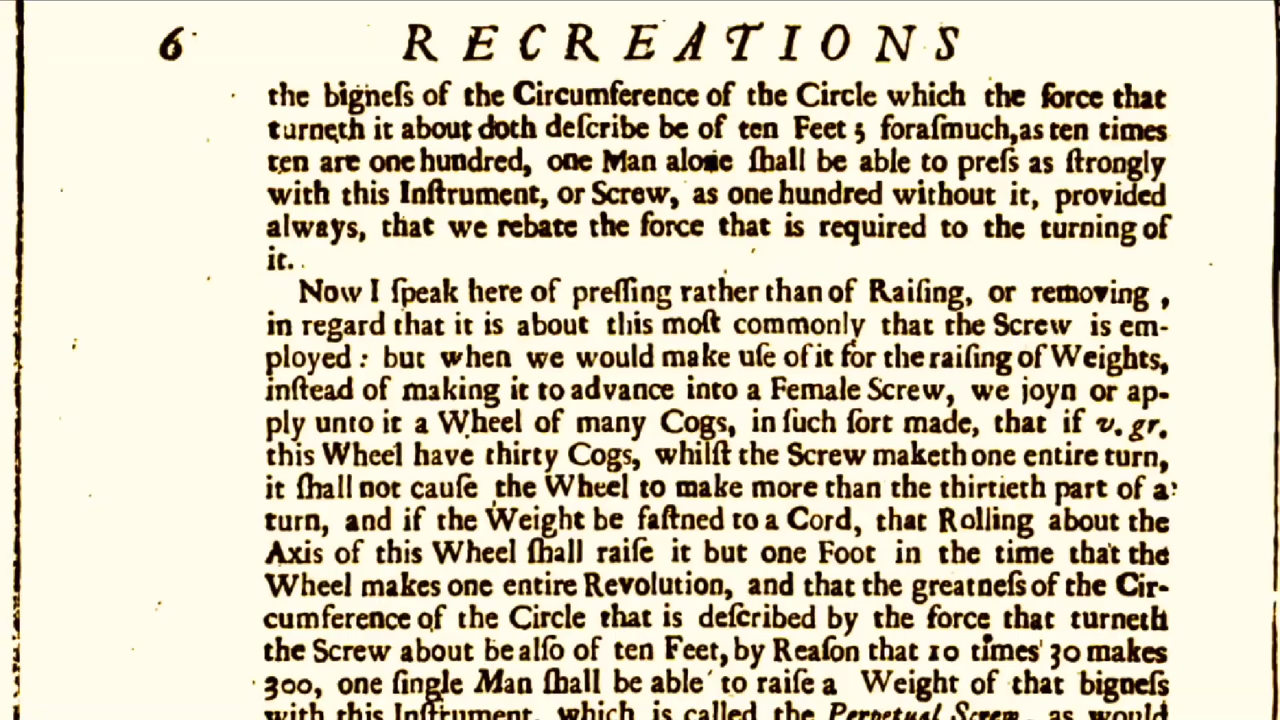 6 RECREATIONS
the bigneſs of the Circumference of the Circle which the force that
turneth it about doth deſcribe be of ten Feet; foraſmuch, as ten times
ten are one hundred, one Man alone ſhall be able to preſs as ſtrongly
with this Inſtrument, or Screw, as one hundred without it, provided
always, that we rebate the force that is required to the turning of
it.
Now I ſpeak here of preſſing rather than of Raiſing, or removing,
in regard that it is about this moſt commonly that the Screw is em-
ployed: but when we would make uſe of it for the raiſing of Weights,
inſtead of making it to advance into a Female Screw, we joyn or ap-
ply unto it a Wheel of many Cogs, in ſuch ſort made, that if v. gr.
this Wheel have thirty Cogs, whilſt the Screw maketh one entire turn,
it ſhall not cauſe the Wheel to make more than the thirtieth part of a
turn, and if the Weight be faſtned to a Cord, that Rolling about the
Axis of this Wheel ſhall raiſe it but one Foot in the time that the
Wheel makes one entire Revolution, and that the greatneſs of the Cir-
cumference of the Circle that is deſcribed by the force that turneth
the Screw about be alſo of ten Feet, by Reaſon that 10 times 30 makes
300, one ſingle Man ſhall be able to raiſe a Weight of that bigneſs
with this Inſtrument, which is called the Perpetual Screw, as would